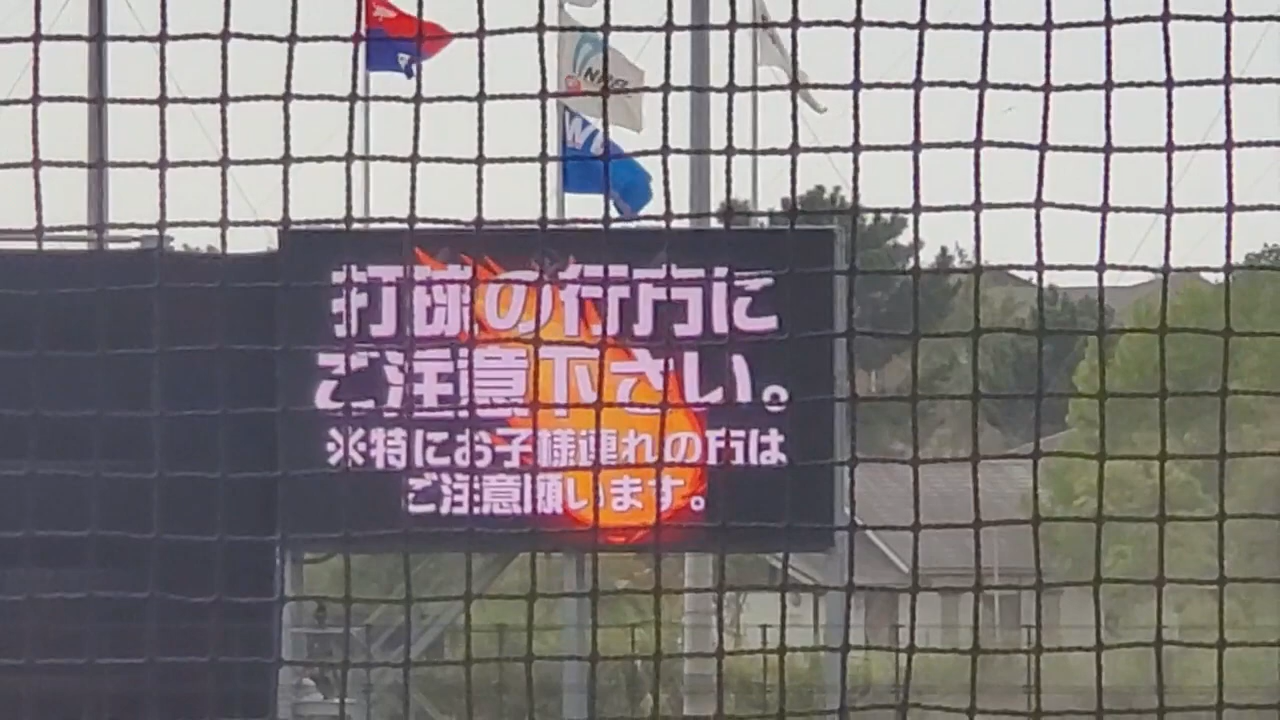 NPB
W
打球の行方に
ご注意下さい。
※特にお子様連れの方は
ご注意願います。